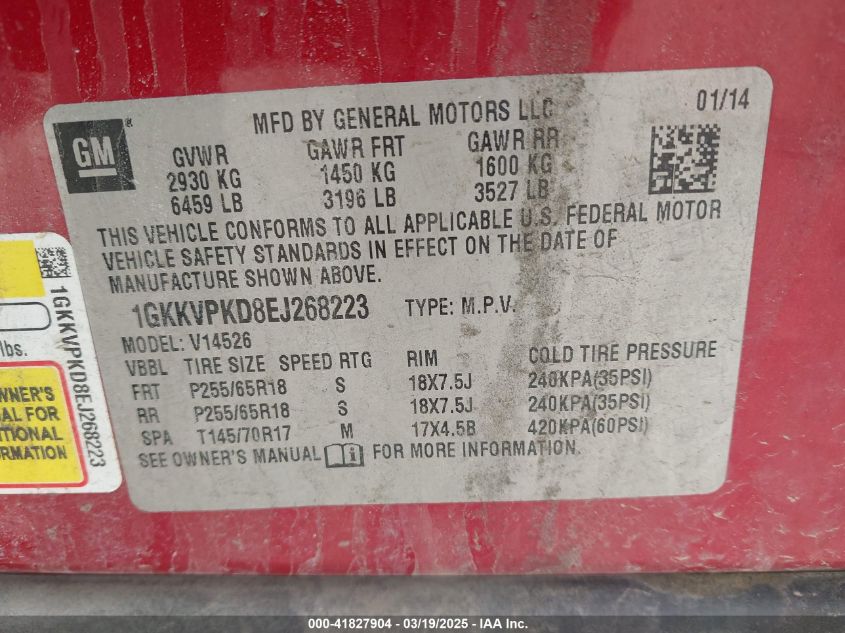 MFD BY GENERAL MOTORS LLC 01/14
GM®
GVWR GAWR FRT GAWR RR
2930 KG 1450 KG 1600 KG
6459 LB 3196 LB 3527 LB
THIS VEHICLE CONFORMS TO ALL APPLICABLE U.S. FEDERAL MOTOR
VEHICLE SAFETY STANDARDS IN EFFECT ON THE DATE OF
MANUFACTURE SHOWN ABOVE.
1GKKVPKD8EJ268223 TYPE: M.P.V.
MODEL: V14526
VBBL TIRE SIZE SPEED RTG RIM COLD TIRE PRESSURE
FRT P255/65R18 S 18X7.5J 240KPA(35PSI)
RR P255/65R18 S 18X7.5J 240KPA(35PSI)
SPA T145/70R17 M 17X4.5B 420KPA(60PSI)
SEE OWNER'S MANUAL FOR MORE INFORMATION
1GKKVPKD8EJ268223
lbs.
WNER'S
FOR
000-41827904 - 03/19/2025 - IAA Inc.